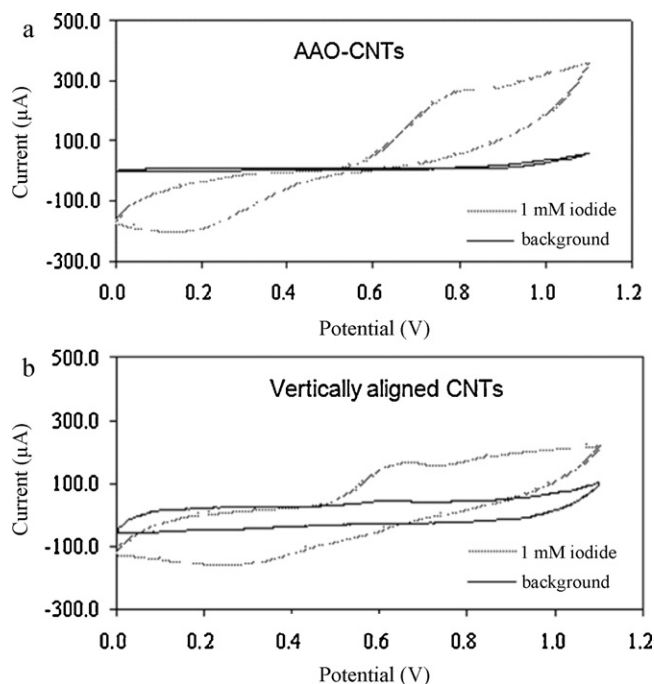 a
500.0
AAO-CNTs
300.0
100.0
-100.0
-300.0
Current (µA)
1 mM iodide
background
0.0 0.2 0.4 0.6 0.8 1.0 1.2
Potential (V)
b
500.0
Vertically aligned CNTs
300.0
100.0
-100.0
-300.0
Current (µA)
1 mM iodide
background
0.0 0.2 0.4 0.6 0.8 1.0 1.2
Potential (V)